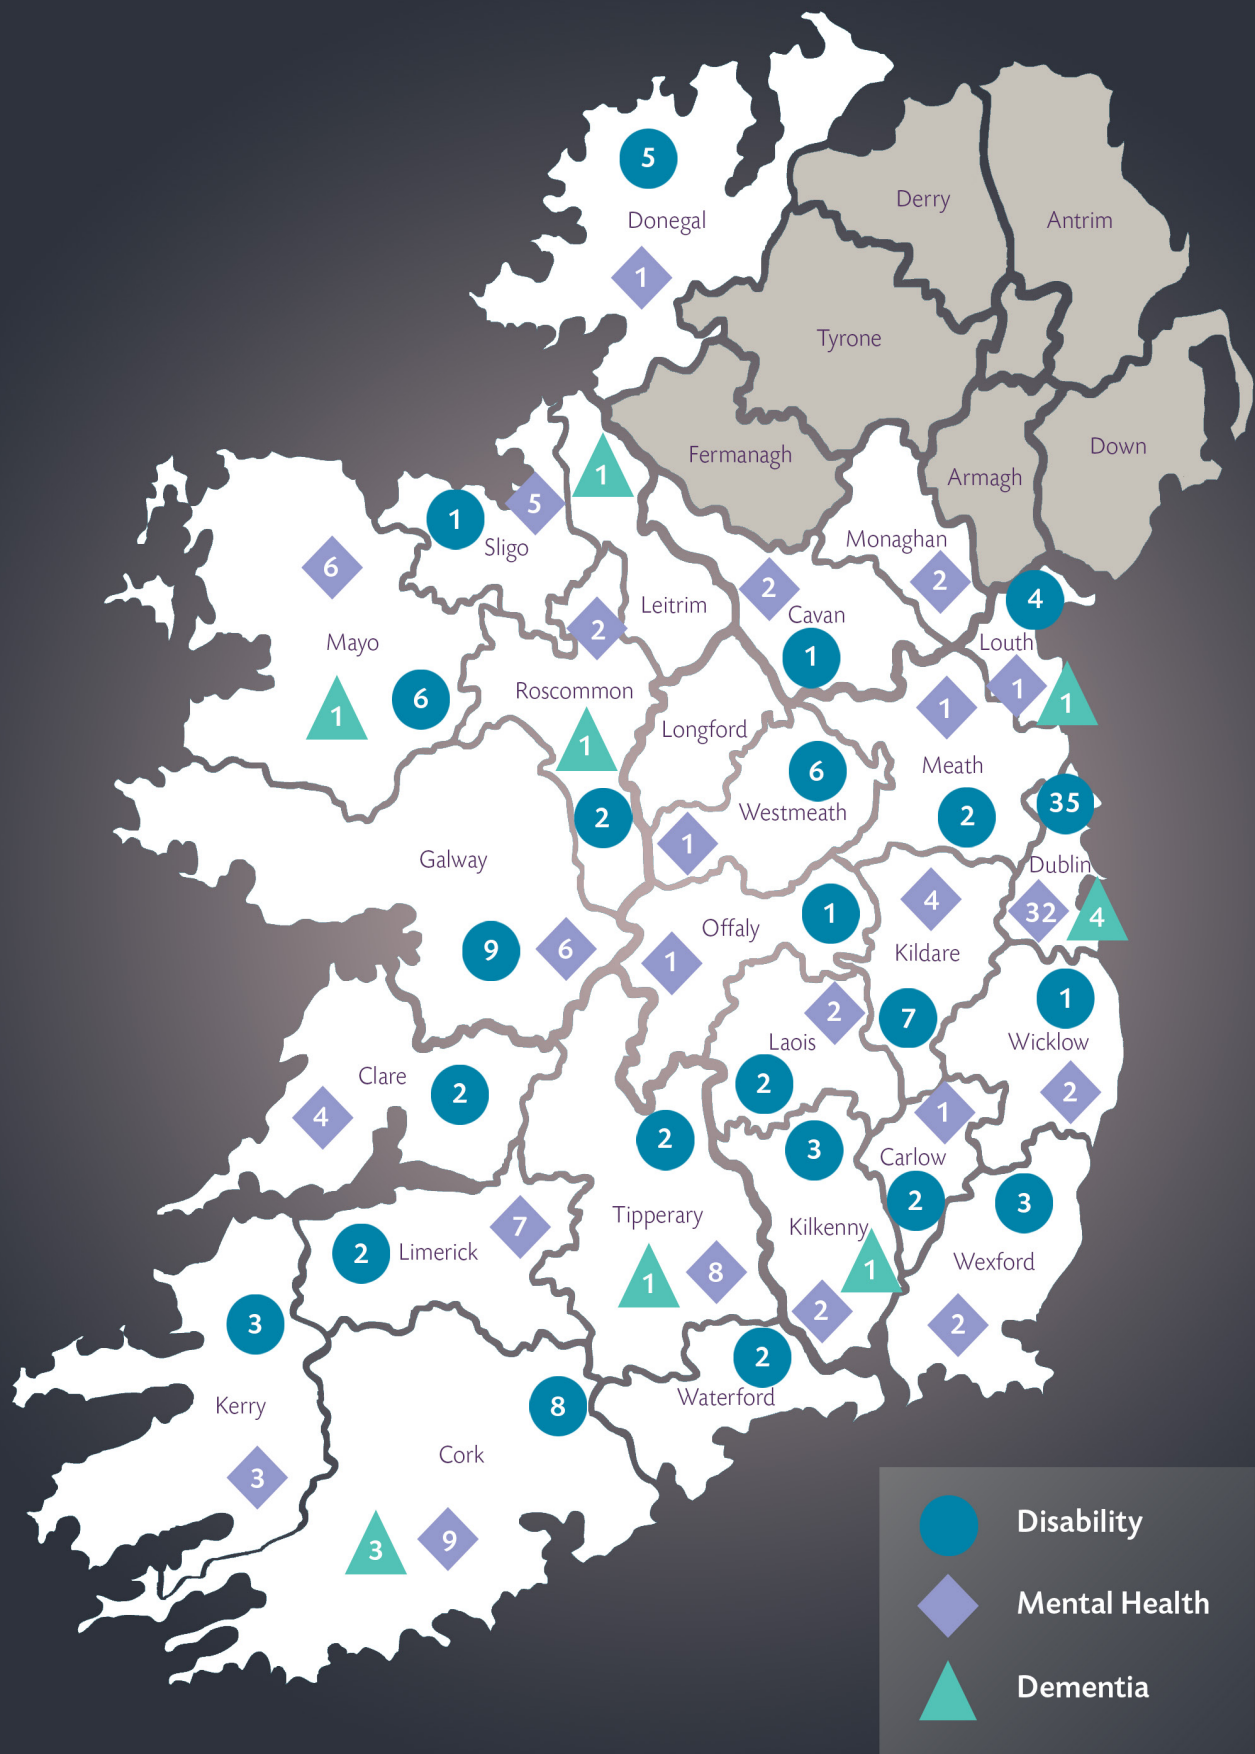 5
Donegal
1
Derry
Antrim
Tyrone
Fermanagh
Armagh
Down
1
5
1
Sligo
6
Mayo
1
6
Monaghan
2
2
Cavan
1
Leitrim
2
4
Louth
1
1
Roscommon
1
2
Longford
6
Westmeath
1
1
Meath
2
35
Dublin
32
4
Galway
9
6
Offaly
1
1
4
Kildare
7
2
Laois
2
1
Wicklow
2
Clare
2
4
2
Tipperary
1
8
3
Kilkenny
1
2
1
Carlow
2
3
Wexford
2
7
2
Limerick
3
Kerry
3
8
Cork
3
9
2
Waterford
Disability
Mental Health
Dementia